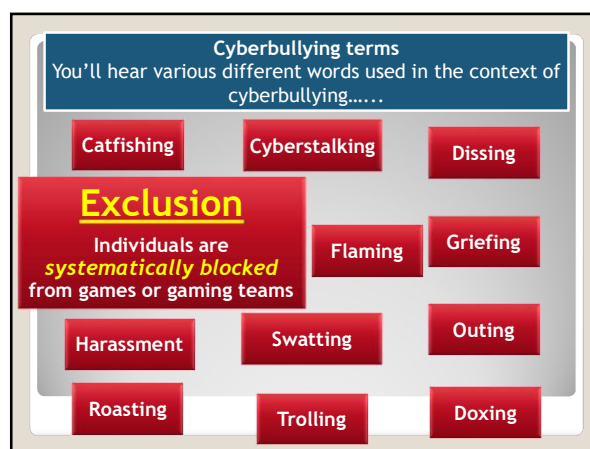 Cyberbullying terms
You'll hear various different words used in the context of
cyberbullying…...
Catfishing
Cyberstalking
Dissing
Exclusion
Individuals are
systematically blocked
from games or gaming teams
Flaming
Griefing
Harassment
Swatting
Outing
Roasting
Trolling
Doxing